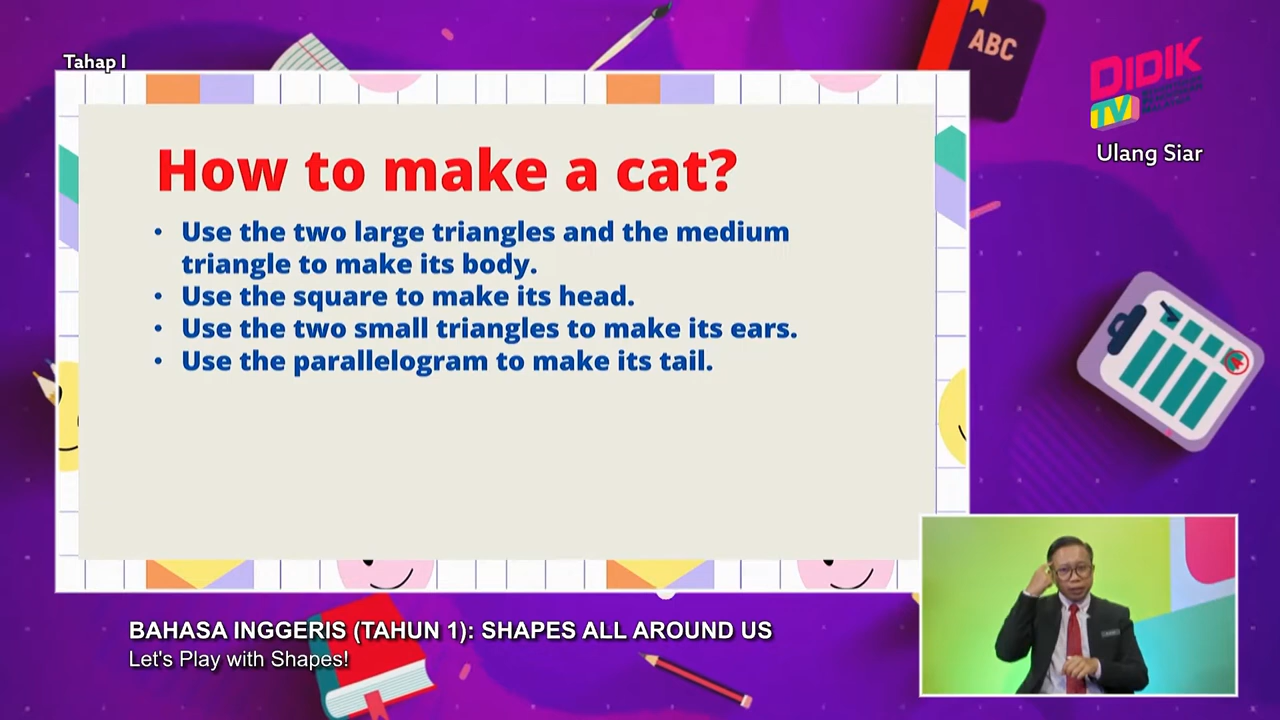 Tahap I
ABC
DIDIK
TV
Ulang Siar
How to make a cat?
• Use the two large triangles and the medium
triangle to make its body.
• Use the square to make its head.
• Use the two small triangles to make its ears.
• Use the parallelogram to make its tail.
BAHASA INGGERIS (TAHUN 1): SHAPES ALL AROUND US
Let's Play with Shapes!